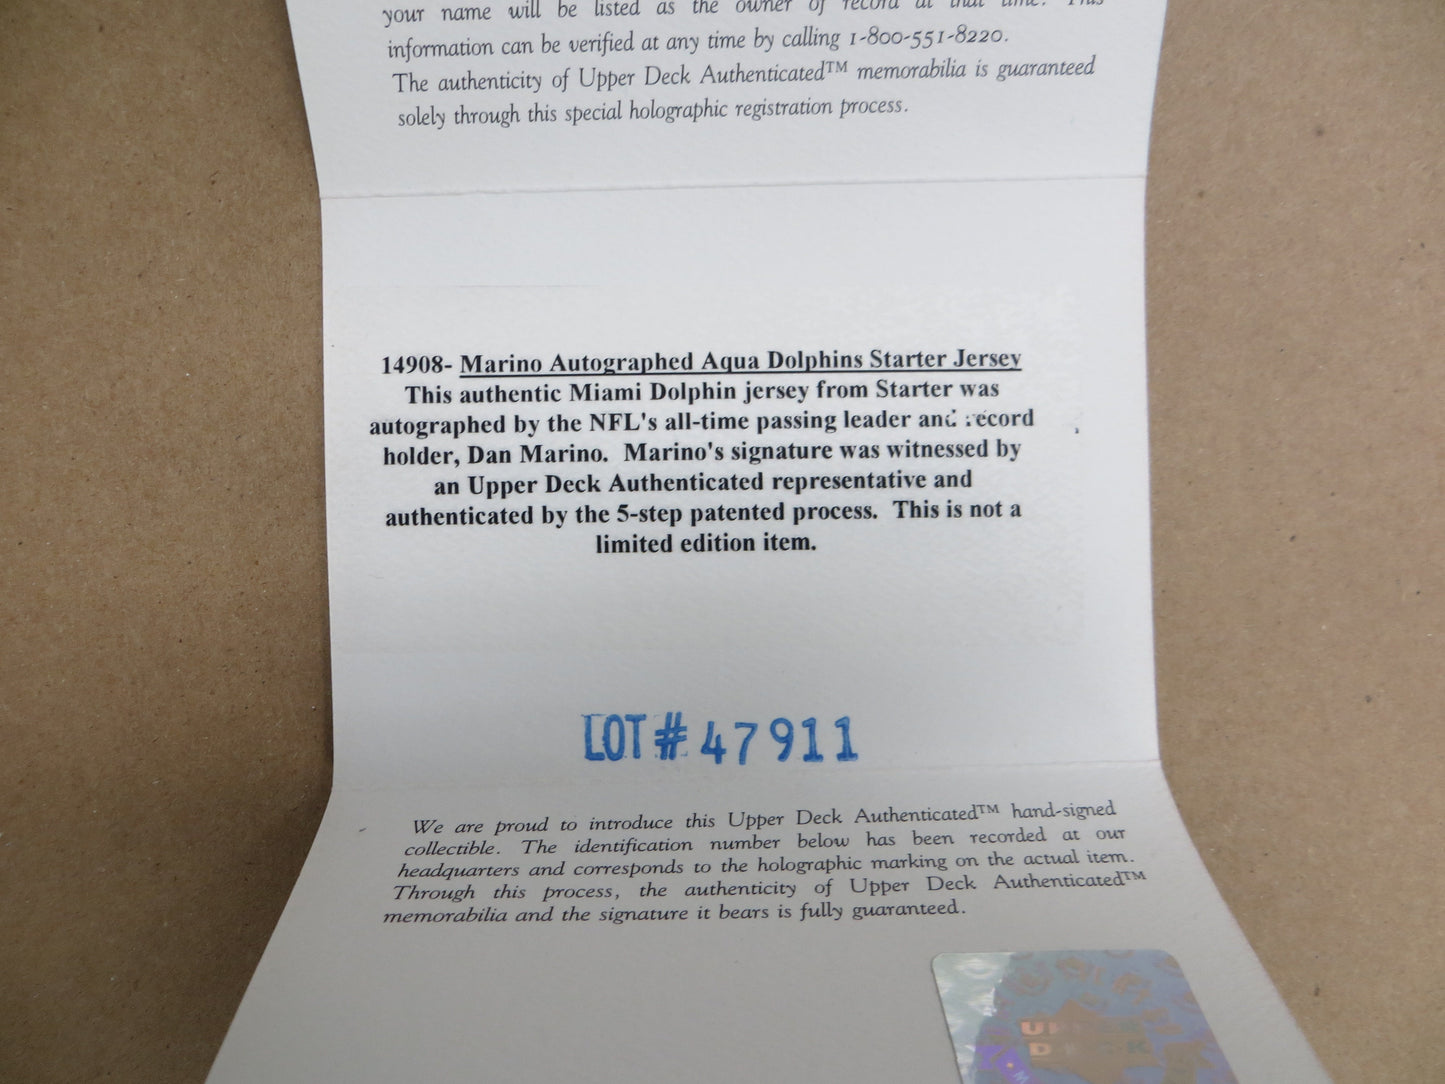 your name will be listed as the owner of record at that time. This
information can be verified at any time by calling 1-800-551-8220.
The authenticity of Upper Deck Authenticated™ memorabilia is guaranteed
solely through this special holographic registration process.
14908- Marino Autographed Aqua Dolphins Starter Jersey
This authentic Miami Dolphin jersey from Starter was
autographed by the NFL's all-time passing leader and record
holder, Dan Marino. Marino's signature was witnessed by
an Upper Deck Authenticated representative and
authenticated by the 5-step patented process. This is not a
limited edition item.
LOT # 47911
We are proud to introduce this Upper Deck Authenticated™ hand-signed
collectible. The identification number below has been recorded at our
headquarters and corresponds to the holographic marking on the actual item.
Through this process, the authenticity of Upper Deck Authenticated™
memorabilia and the signature it bears is fully guaranteed.
UPPER
DECK